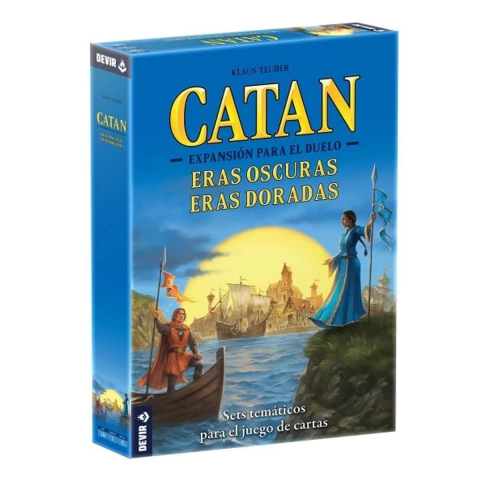 DEVIR
CATAN
KLAUS TEUBER
CATAN
EXPANSIÓN PARA EL DUELO
ERAS OSCURAS
ERAS DORADAS
Sets temáticos
para el juego de cartas
DEVIR